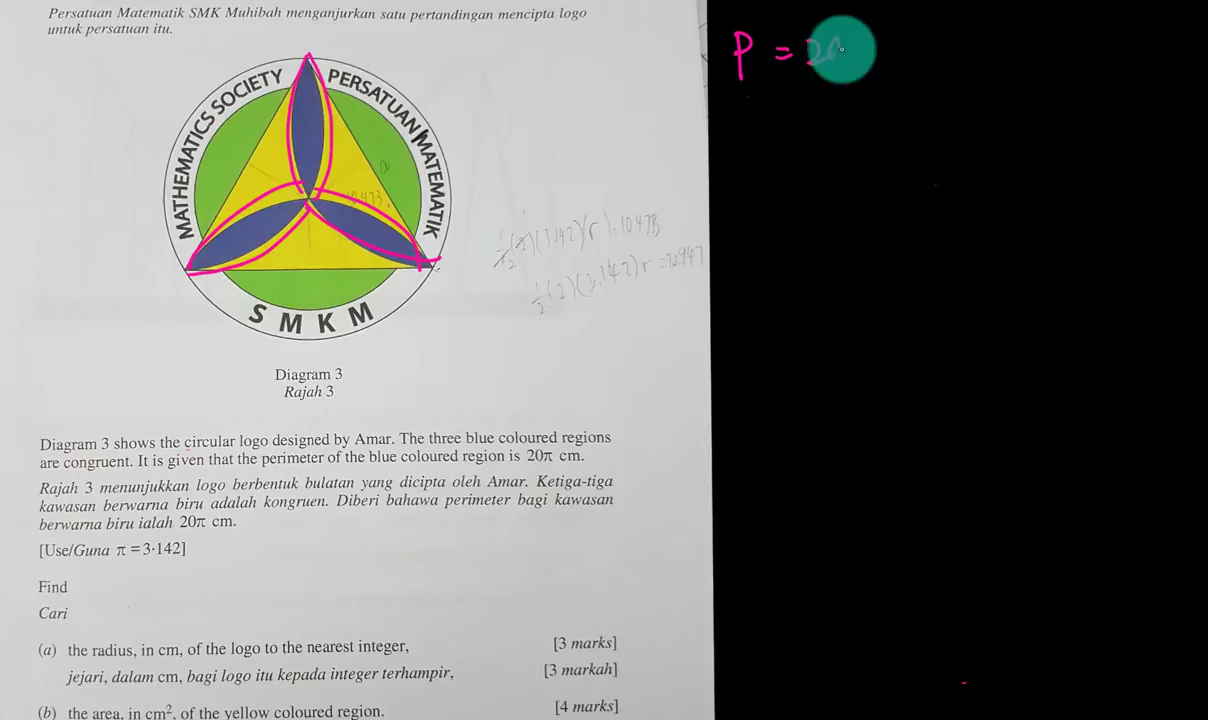 Persatuan Matematik SMK Muhibah menganjurkan satu pertandingan mencipta logo
untuk persatuan itu.
P = 20
MATHEMATICS SOCIETY PERSATUAN MATEMATIK
10.473
SMKM
Diagram 3
Rajah 3
Diagram 3 shows the circular logo designed by Amar. The three blue coloured regions
are congruent. It is given that the perimeter of the blue coloured region is 20π cm.
Rajah 3 menunjukkan logo berbentuk bulatan yang dicipta oleh Amar. Ketiga-tiga
kawasan berwarna biru adalah kongruen. Diberi bahawa perimeter bagi kawasan
berwarna biru ialah 20π cm.
[Use/Guna π = 3·142]
Find
Cari
(a) the radius, in cm, of the logo to the nearest integer, [3 marks]
jejari, dalam cm, bagi logo itu kepada integer terhampir, [3 markah]
(b) the area, in cm², of the yellow coloured region. [4 marks]